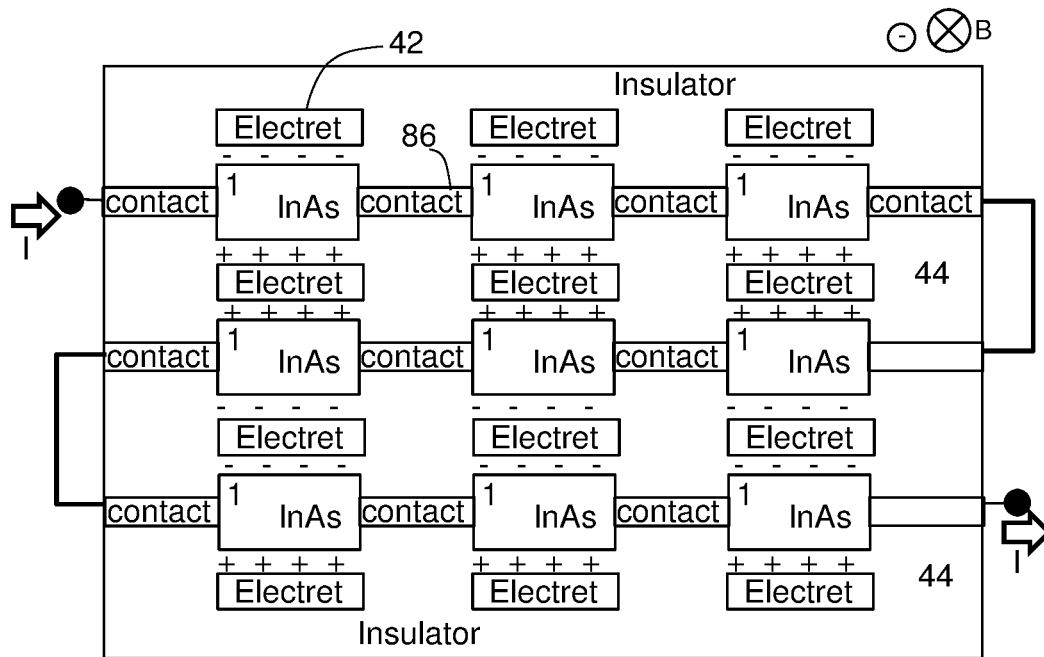 42
- B
Insulator
Electret Electret Electret
86
- - - - - - - - - - - -
1 1 1
contact InAs contact InAs contact InAs contact
I
+ + + + + + + + + + + +
Electret Electret Electret 44
+ + + + + + + + + + + +
1 1 1
contact InAs contact InAs contact InAs
- - - - - - - - - - - -
Electret Electret Electret
- - - - - - - - - - - -
1 1 1
contact InAs contact InAs contact InAs
I
+ + + + + + + + + + + +
Electret Electret Electret 44
Insulator